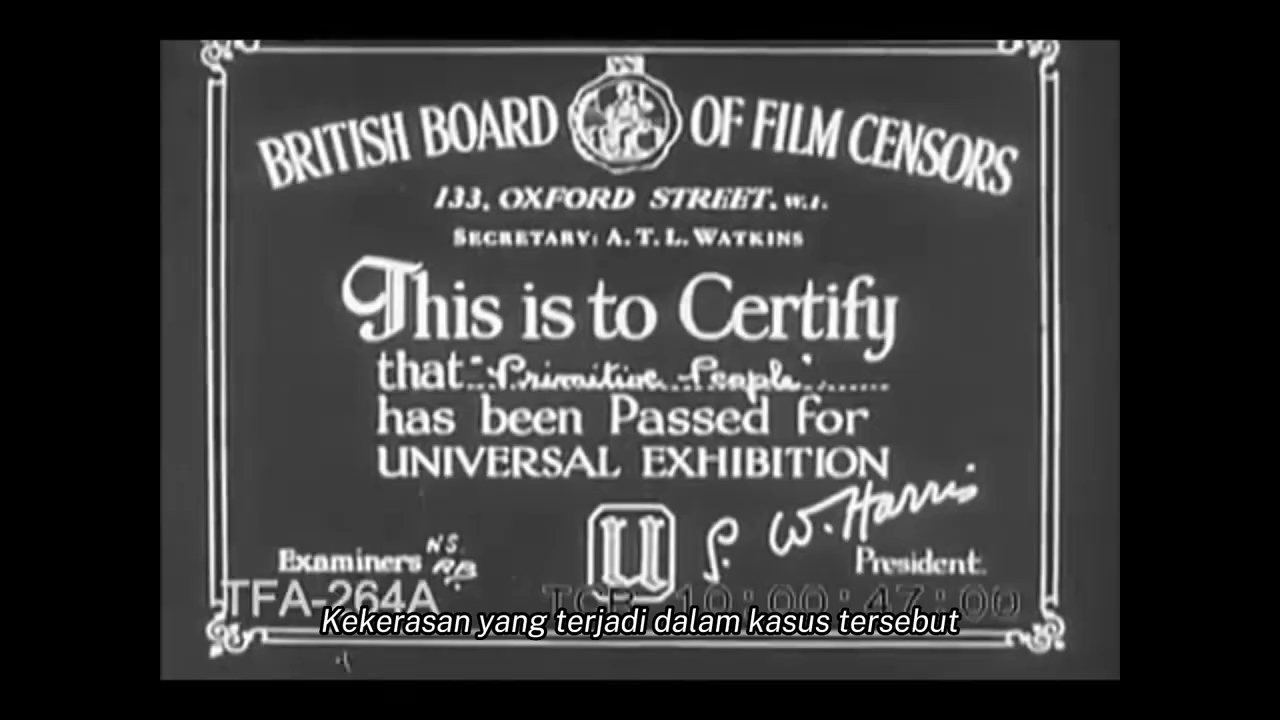 BRITISH BOARD OF FILM CENSORS
133, OXFORD STREET, W.1.
SECRETARY: A. T. L. WATKINS
This is to Certify
that "Primitive People"
has been Passed for
UNIVERSAL EXHIBITION
U
S. W. Harris
Examiners N.S. R.B.
President.
TFA-264A TCR 10:00:47:00
Kekerasan yang terjadi dalam kasus tersebut